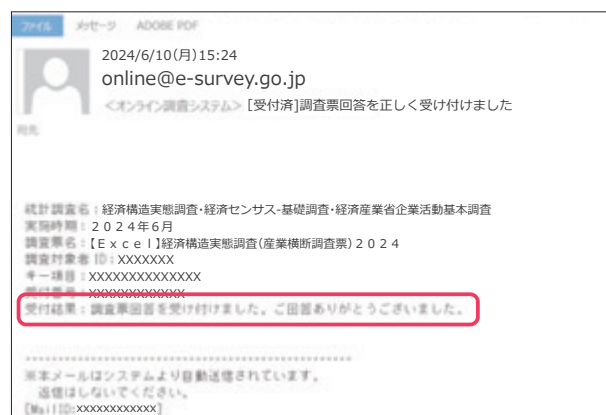 ファイル メッセージ ADOBE PDF
2024/6/10(月)15:24
online@e-survey.go.jp
<オンライン調査システム> [受付済]調査票回答を正しく受け付けました
宛先
統計調査名：経済構造実態調査・経済センサス-基礎調査・経済産業省企業活動基本調査
実施時期：２０２４年６月
調査票名：【Ｅｘｃｅｌ】経済構造実態調査(産業横断調査票)２０２４
調査対象者 ID：XXXXXXX
キー項目：XXXXXXXXXXXXXX
受付番号：XXXXXXXXXXXX
受付結果：調査票回答を受け付けました。ご回答ありがとうございました。
**************************************************
※本メールはシステムより自動送信されています。
返信はしないでください。
[MailID:XXXXXXXXXXXX]